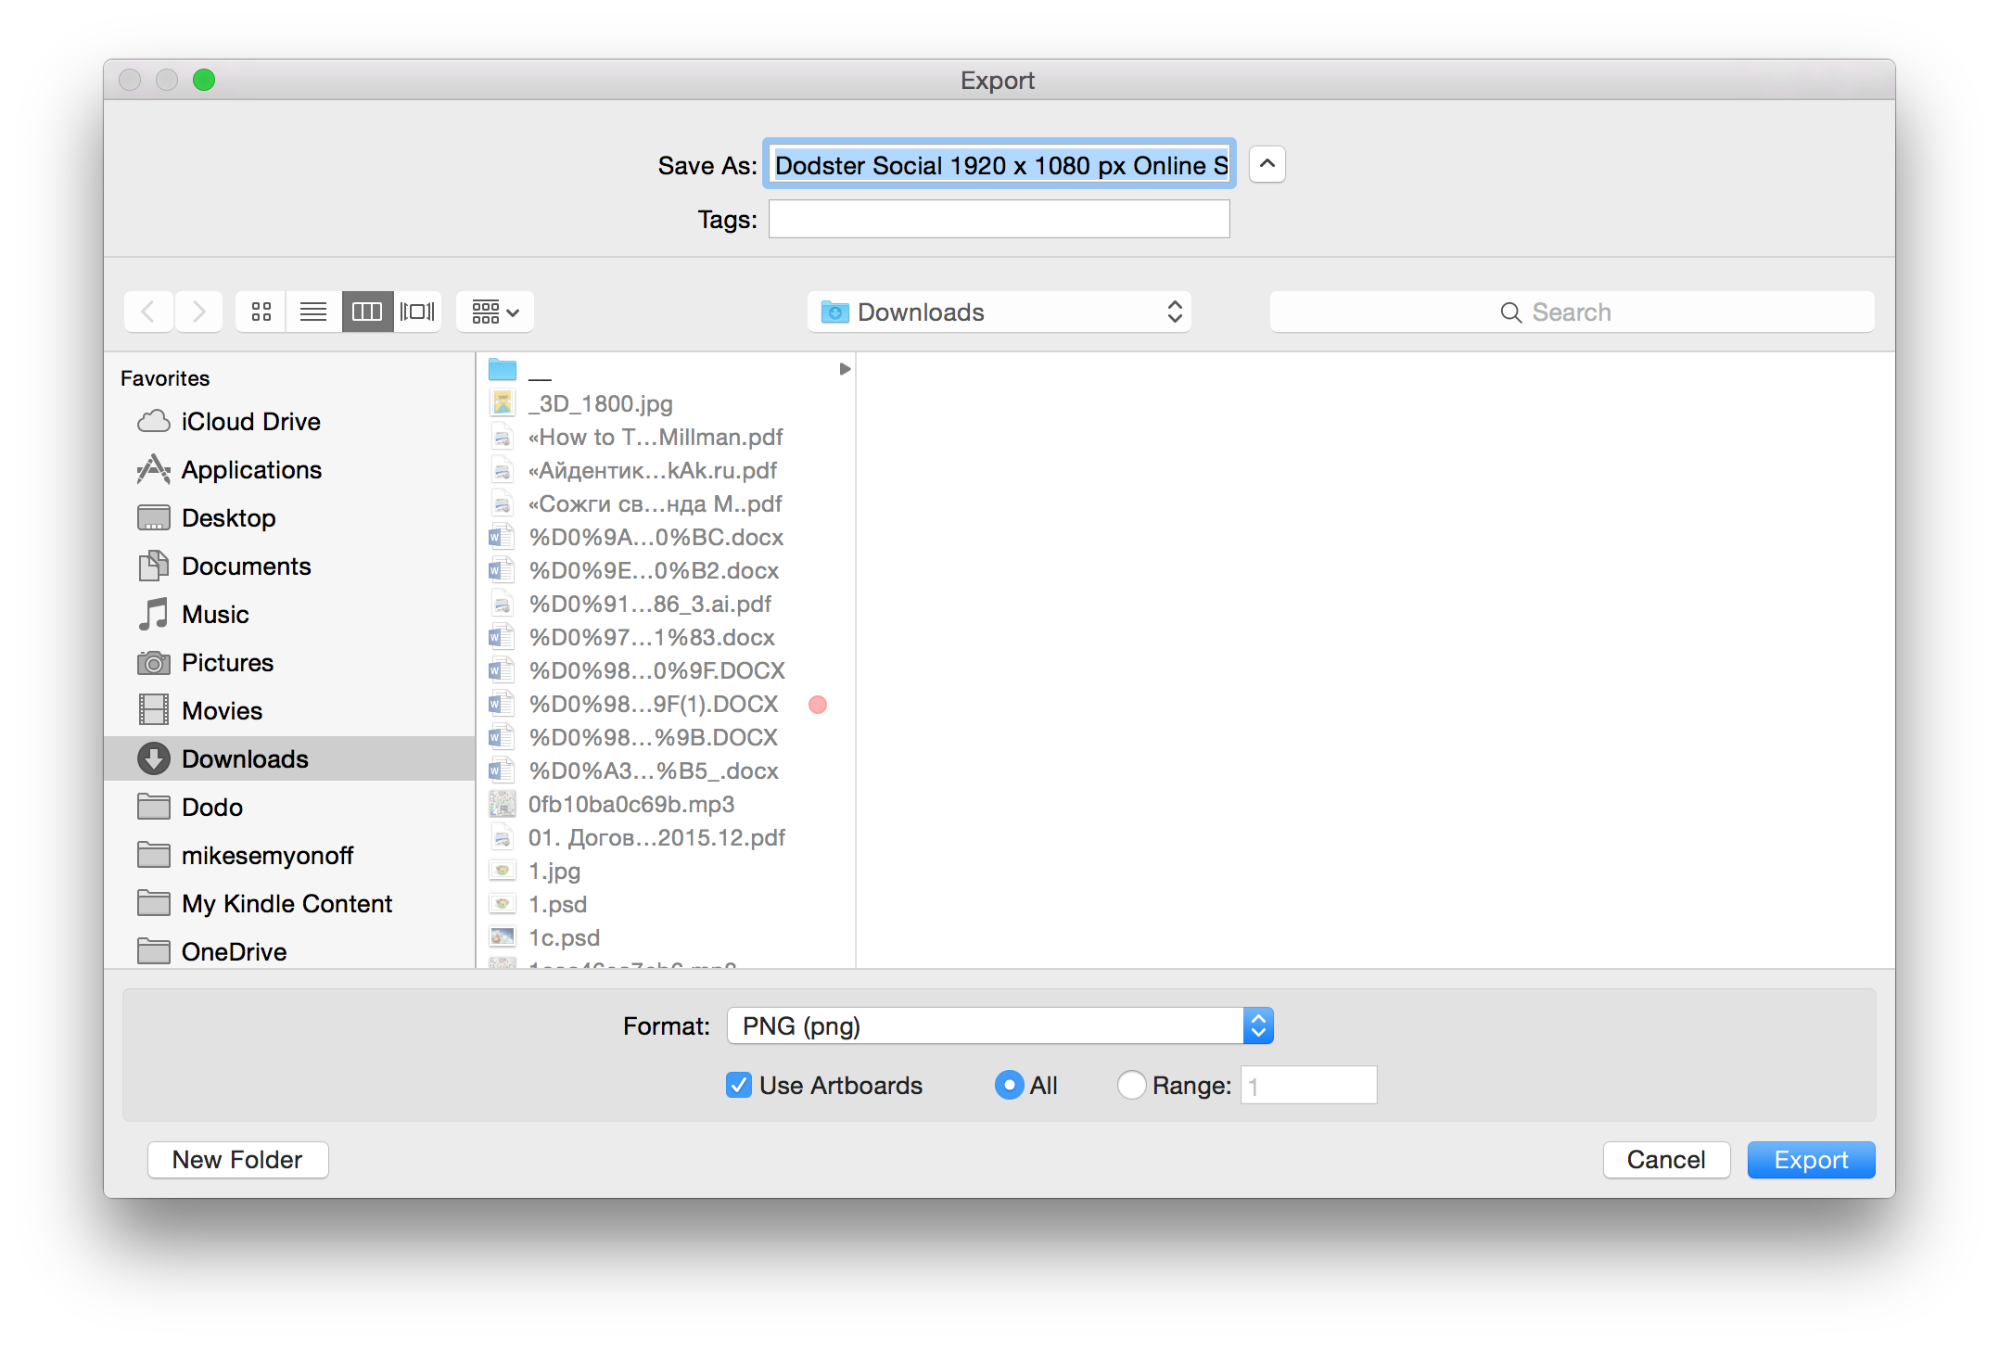 Export
Save As: Dodster Social 1920 x 1080 px Online S
Tags:
Downloads
Search
Favorites
iCloud Drive
Applications
Desktop
Documents
Music
Pictures
Movies
Downloads
Dodo
mikesemyonoff
My Kindle Content
OneDrive
__
_3D_1800.jpg
«How to T...Millman.pdf
«Айдентик...kAk.ru.pdf
«Сожги св...нда М..pdf
%D0%9A...0%BC.docx
%D0%9E...0%B2.docx
%D0%91...86_3.ai.pdf
%D0%97...1%83.docx
%D0%98...0%9F.DOCX
%D0%98...9F(1).DOCX
%D0%98...%9B.DOCX
%D0%A3...%B5_.docx
0fb10ba0c69b.mp3
01. Догов...2015.12.pdf
1.jpg
1.psd
1c.psd
Format: PNG (png)
Use Artboards All Range: 1
New Folder Cancel Export